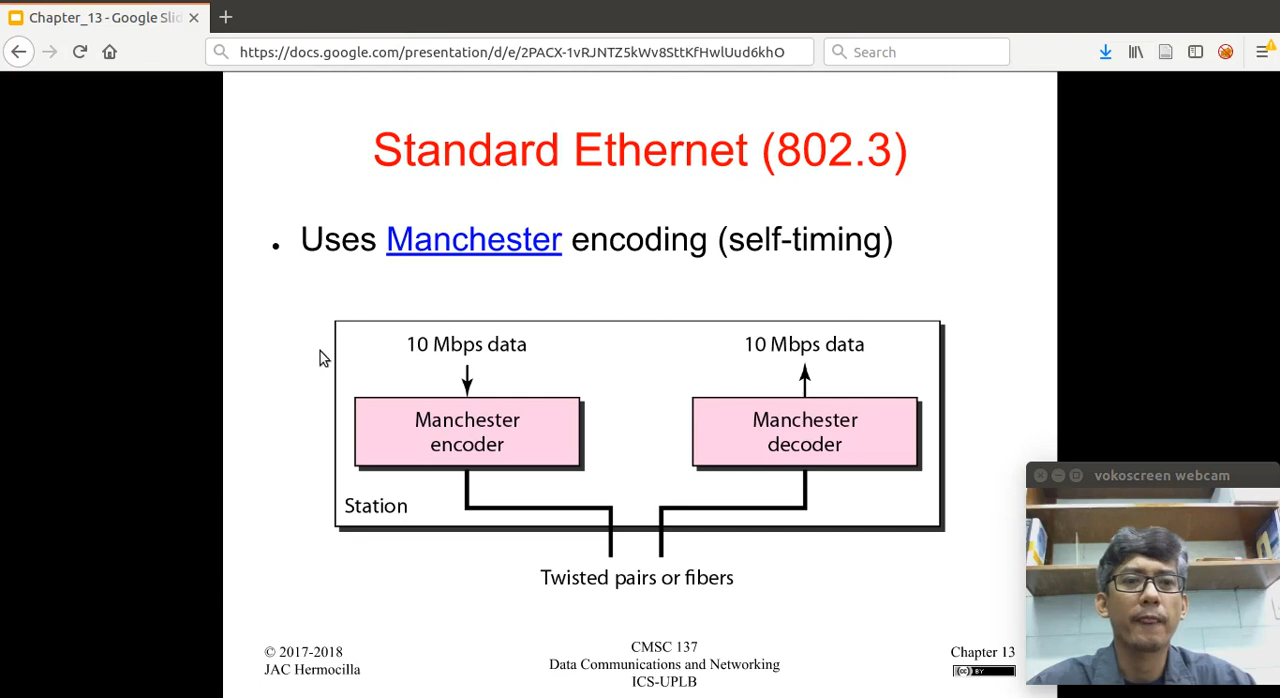 Chapter_13 - Google Slid
https://docs.google.com/presentation/d/e/2PACX-1vRJNTZ5kWv8SttKfHwlUud6khO
Search
Standard Ethernet (802.3)
• Uses Manchester encoding (self-timing)
10 Mbps data
10 Mbps data
Manchester
encoder
Manchester
decoder
Station
Twisted pairs or fibers
vokoscreen webcam
© 2017-2018
JAC Hermocilla
CMSC 137
Data Communications and Networking
ICS-UPLB
Chapter 13
(cc) BY